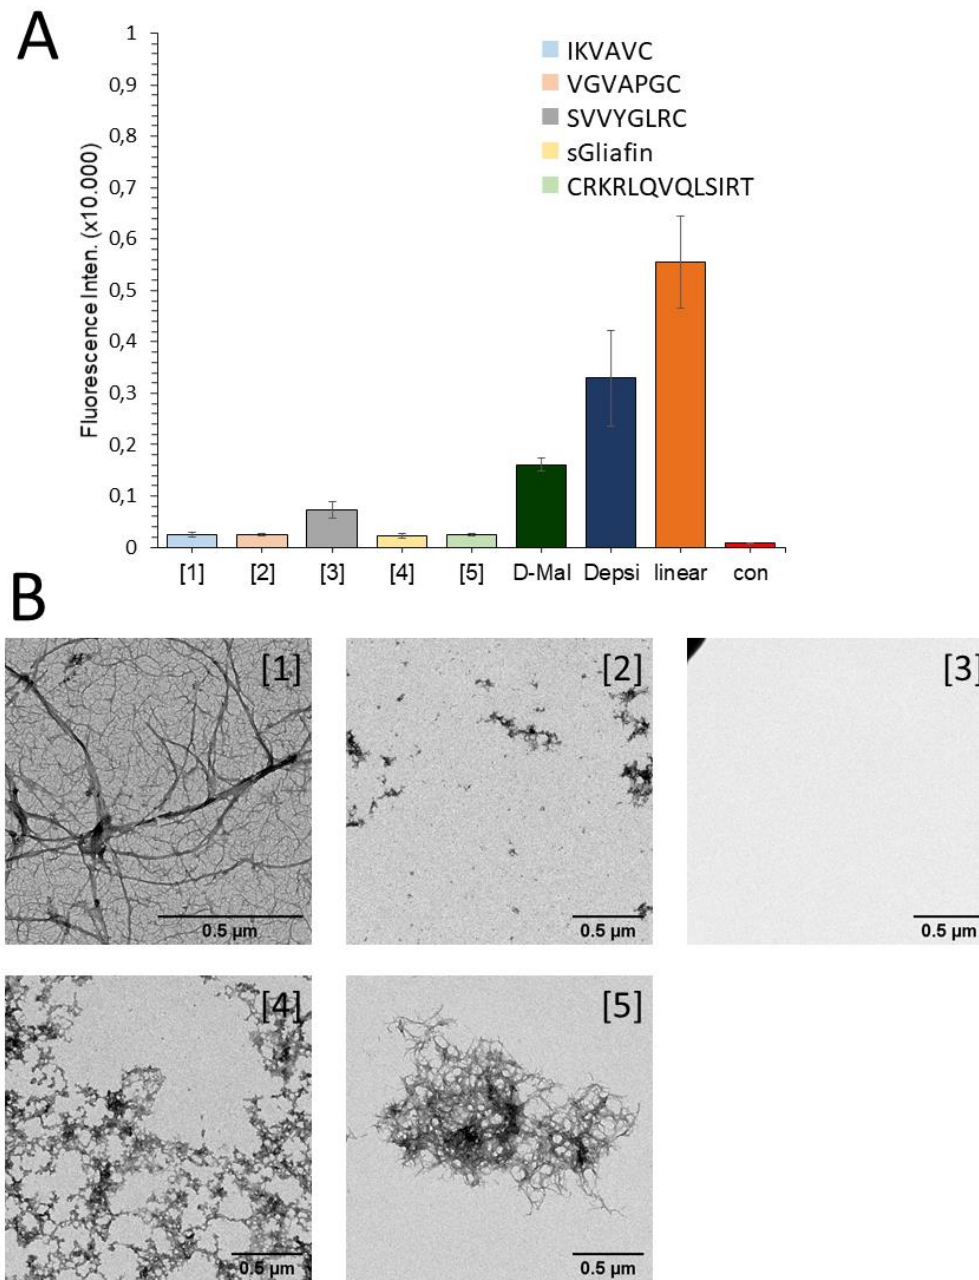 A
1
0,9
0,8
0,7
0,6
0,5
0,4
0,3
0,2
0,1
0
Fluorescence Inten. (x10.000)
IKVAVC
VGVAPGC
SVVYGLRC
sGliafin
CRKRLQVQLSIRT
[1] [2] [3] [4] [5] D-Mal Depsi linear con
B
[1] [2] [3]
0.5 µm 0.5 µm 0.5 µm
[4] [5]
0.5 µm 0.5 µm